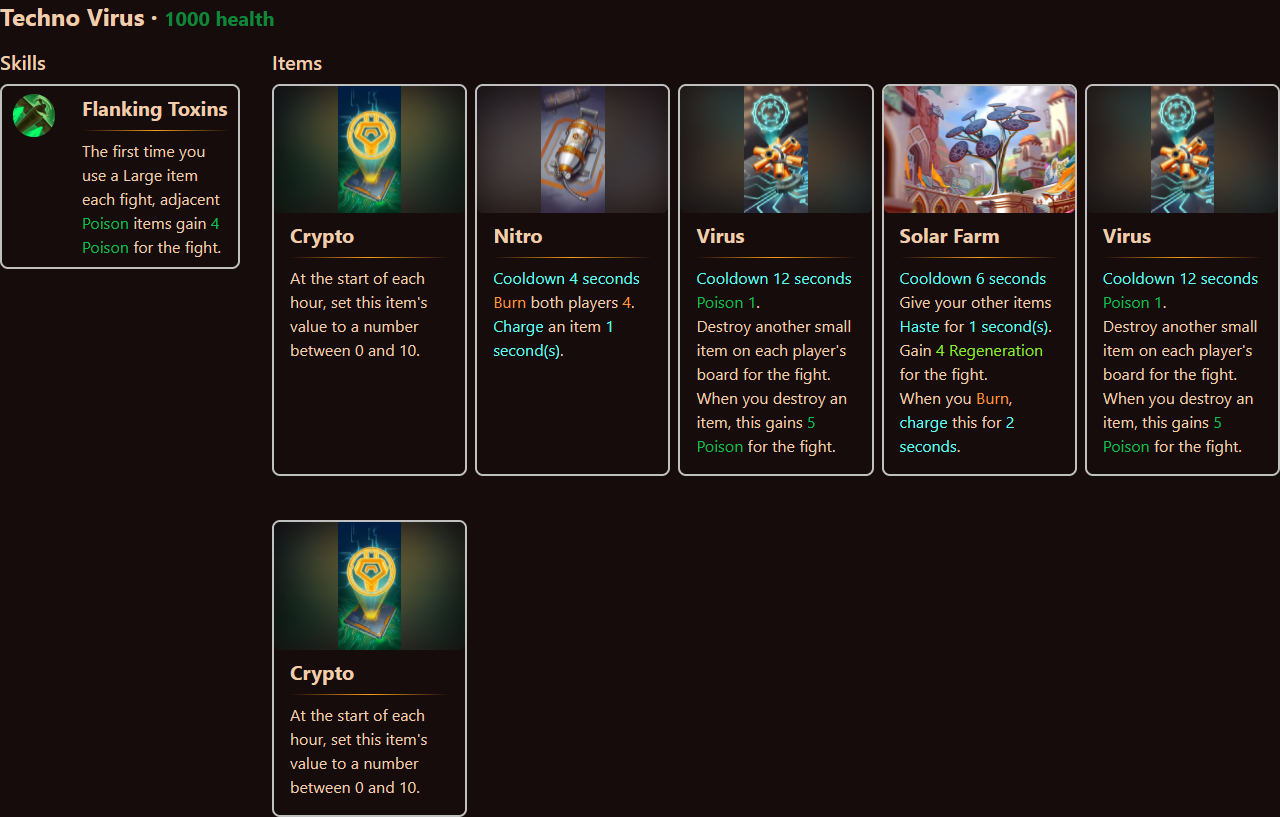 Techno Virus · 1000 health
Skills
Items
Flanking Toxins
The first time you
use a Large item
each fight, adjacent
Poison items gain 4
Poison for the fight.
Crypto
At the start of each
hour, set this item's
value to a number
between 0 and 10.
Nitro
Cooldown 4 seconds
Burn both players 4.
Charge an item 1
second(s).
Virus
Cooldown 12 seconds
Poison 1.
Destroy another small
item on each player's
board for the fight.
When you destroy an
item, this gains 5
Poison for the fight.
Solar Farm
Cooldown 6 seconds
Give your other items
Haste for 1 second(s).
Gain 4 Regeneration
for the fight.
When you Burn,
charge this for 2
seconds.
Virus
Cooldown 12 seconds
Poison 1.
Destroy another small
item on each player's
board for the fight.
When you destroy an
item, this gains 5
Poison for the fight.
Crypto
At the start of each
hour, set this item's
value to a number
between 0 and 10.